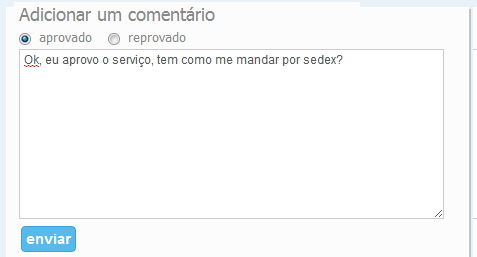 Adicionar um comentário
aprovado reprovado
Ok, eu aprovo o serviço, tem como me mandar por sedex?
enviar